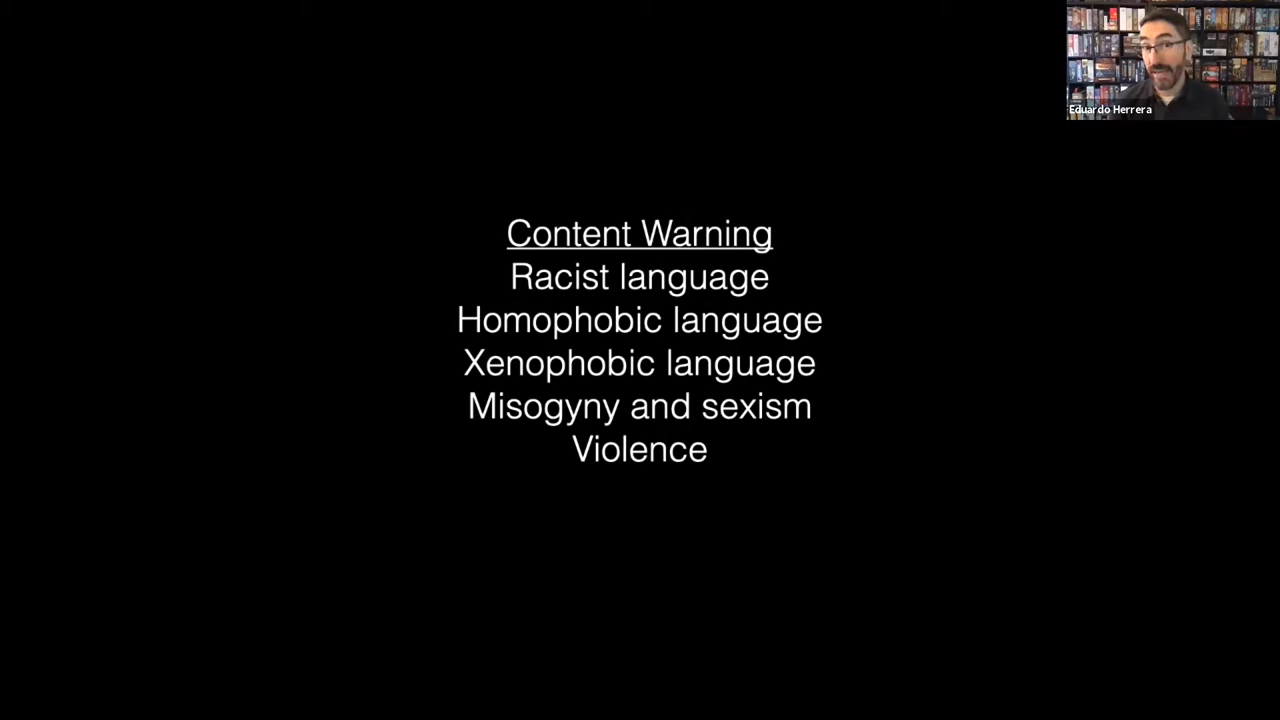 Eduardo Herrera
Content Warning
Racist language
Homophobic language
Xenophobic language
Misogyny and sexism
Violence